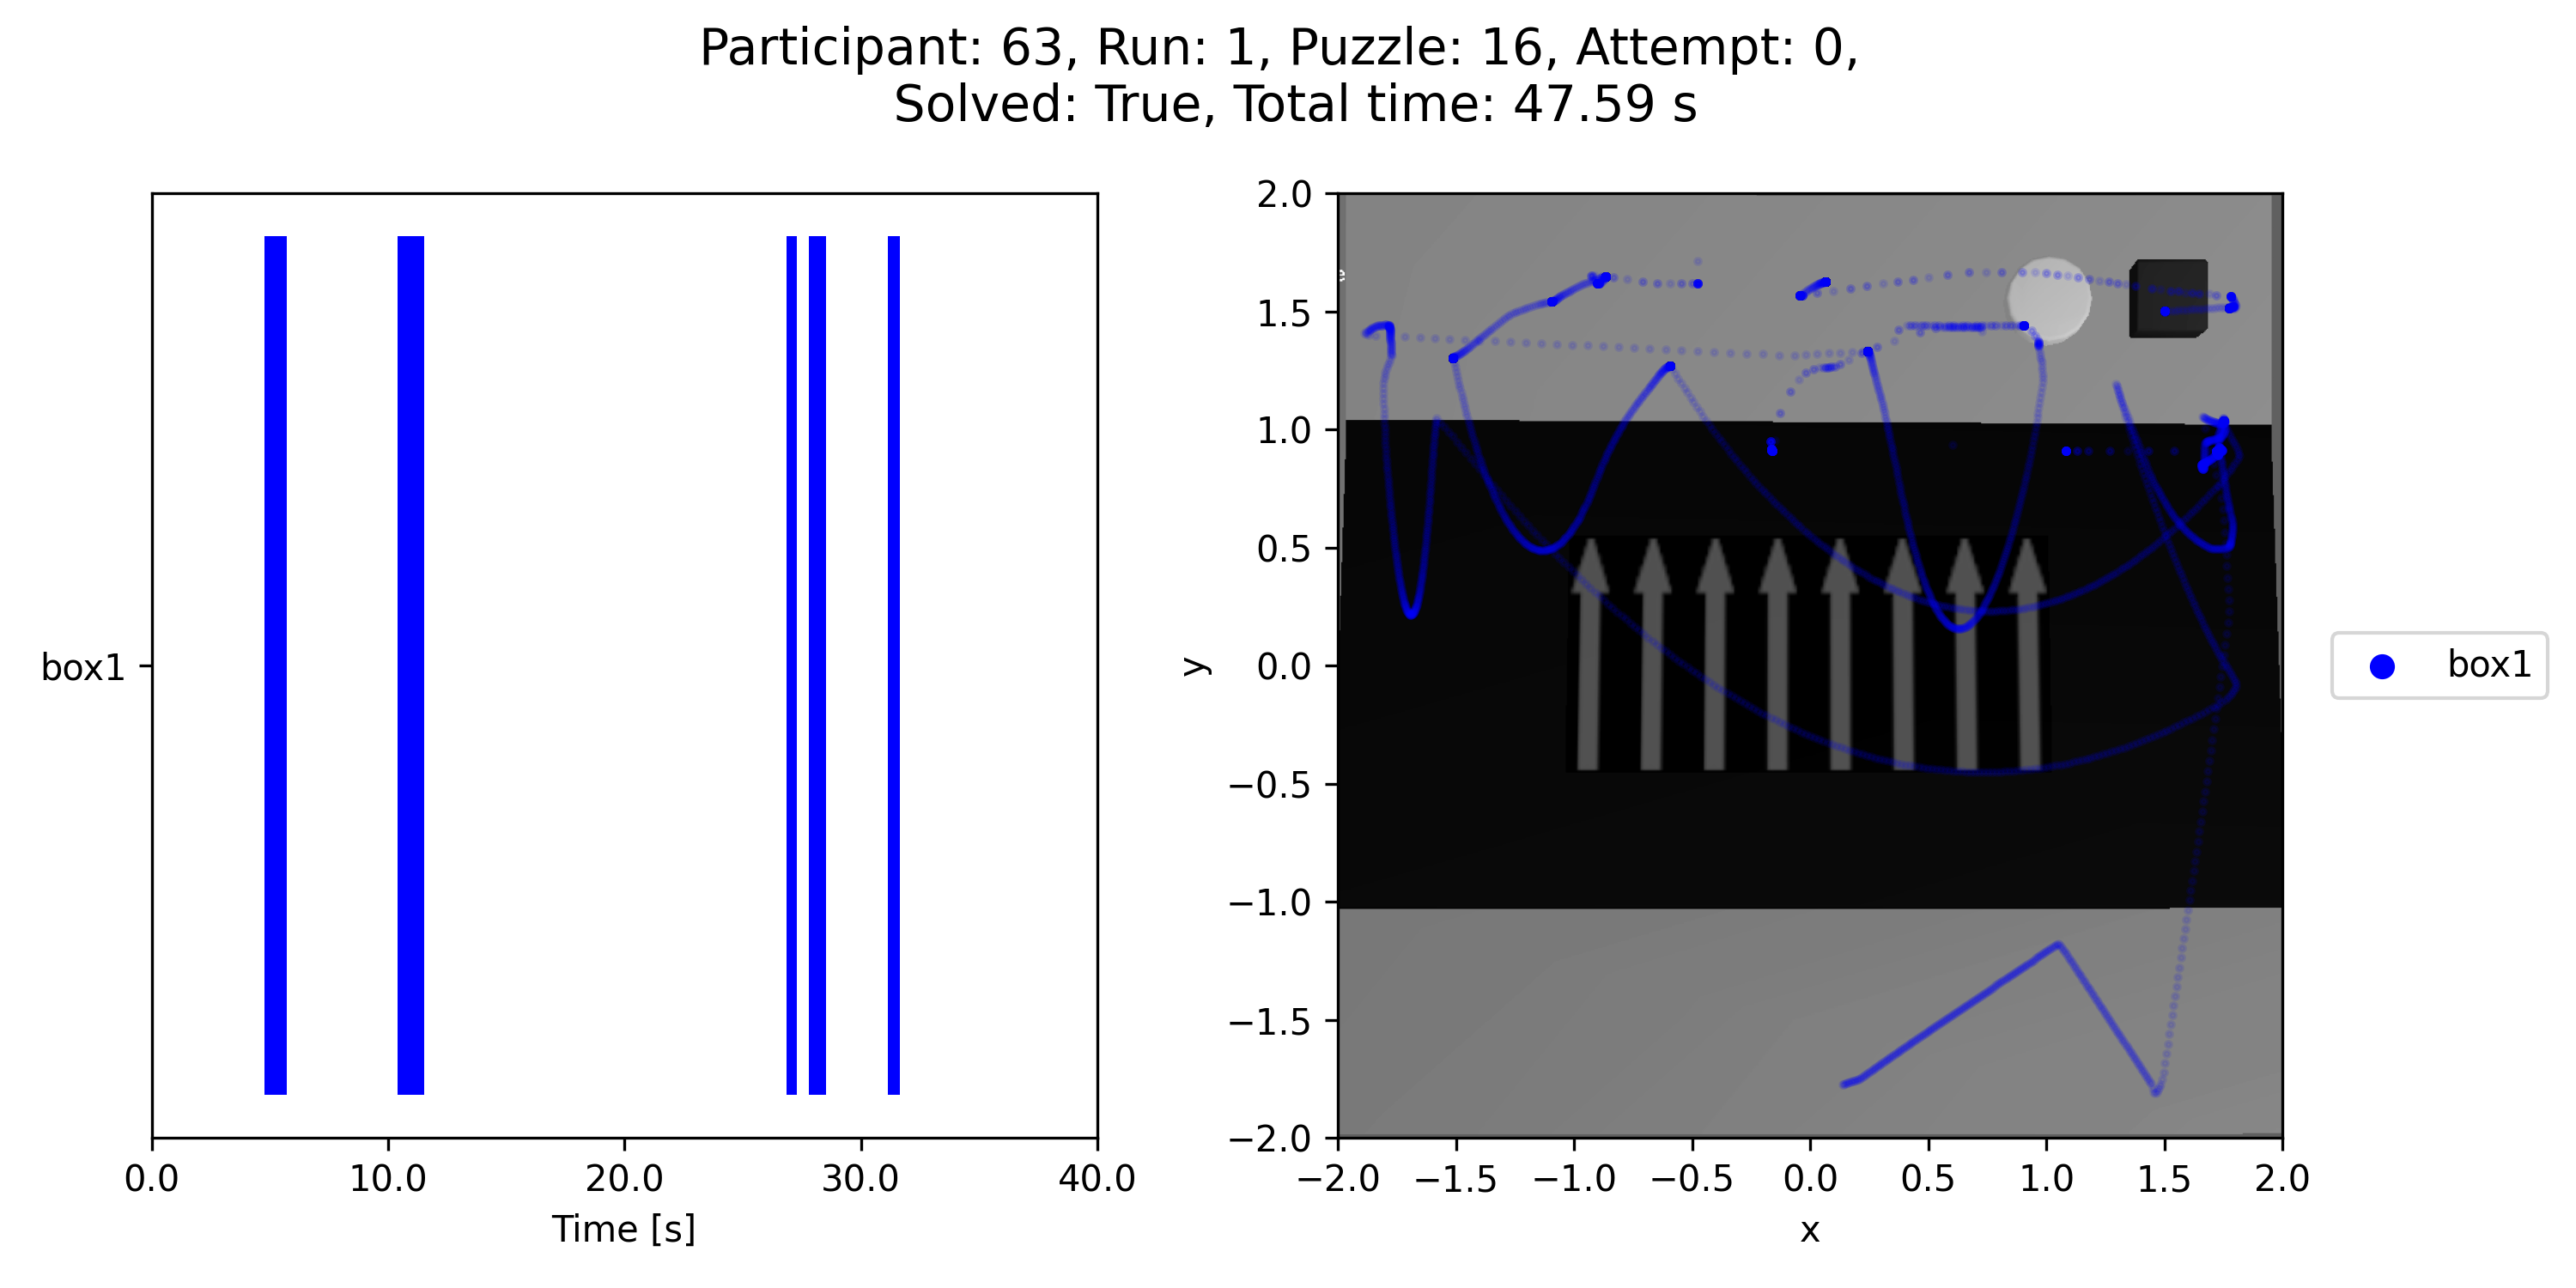 Participant: 63, Run: 1, Puzzle: 16, Attempt: 0,
Solved: True, Total time: 47.59 s
box1
0.0 10.0 20.0 30.0 40.0
Time [s]
2.0
1.5
1.0
0.5
0.0
−0.5
−1.0
−1.5
−2.0
y
e
−2.0 −1.5 −1.0 −0.5 0.0 0.5 1.0 1.5 2.0
x
box1